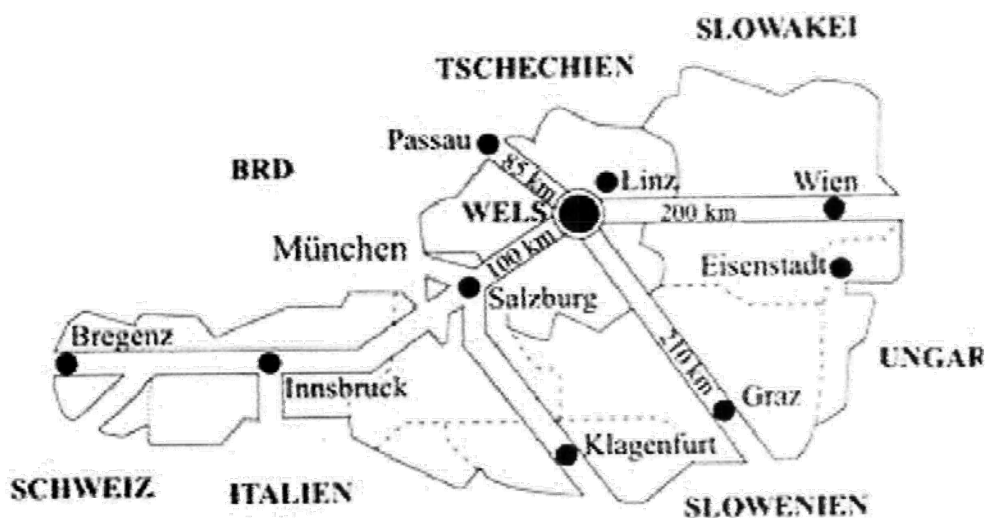 SLOWAKEI
TSCHECHIEN
Passau
BRD
85 km
Linz
Wien
WELS
200 km
München
100 km
Eisenstadt
Salzburg
Bregenz
210 km
UNGAR
Innsbruck
Graz
Klagenfurt
SCHWEIZ
ITALIEN
SLOWENIEN